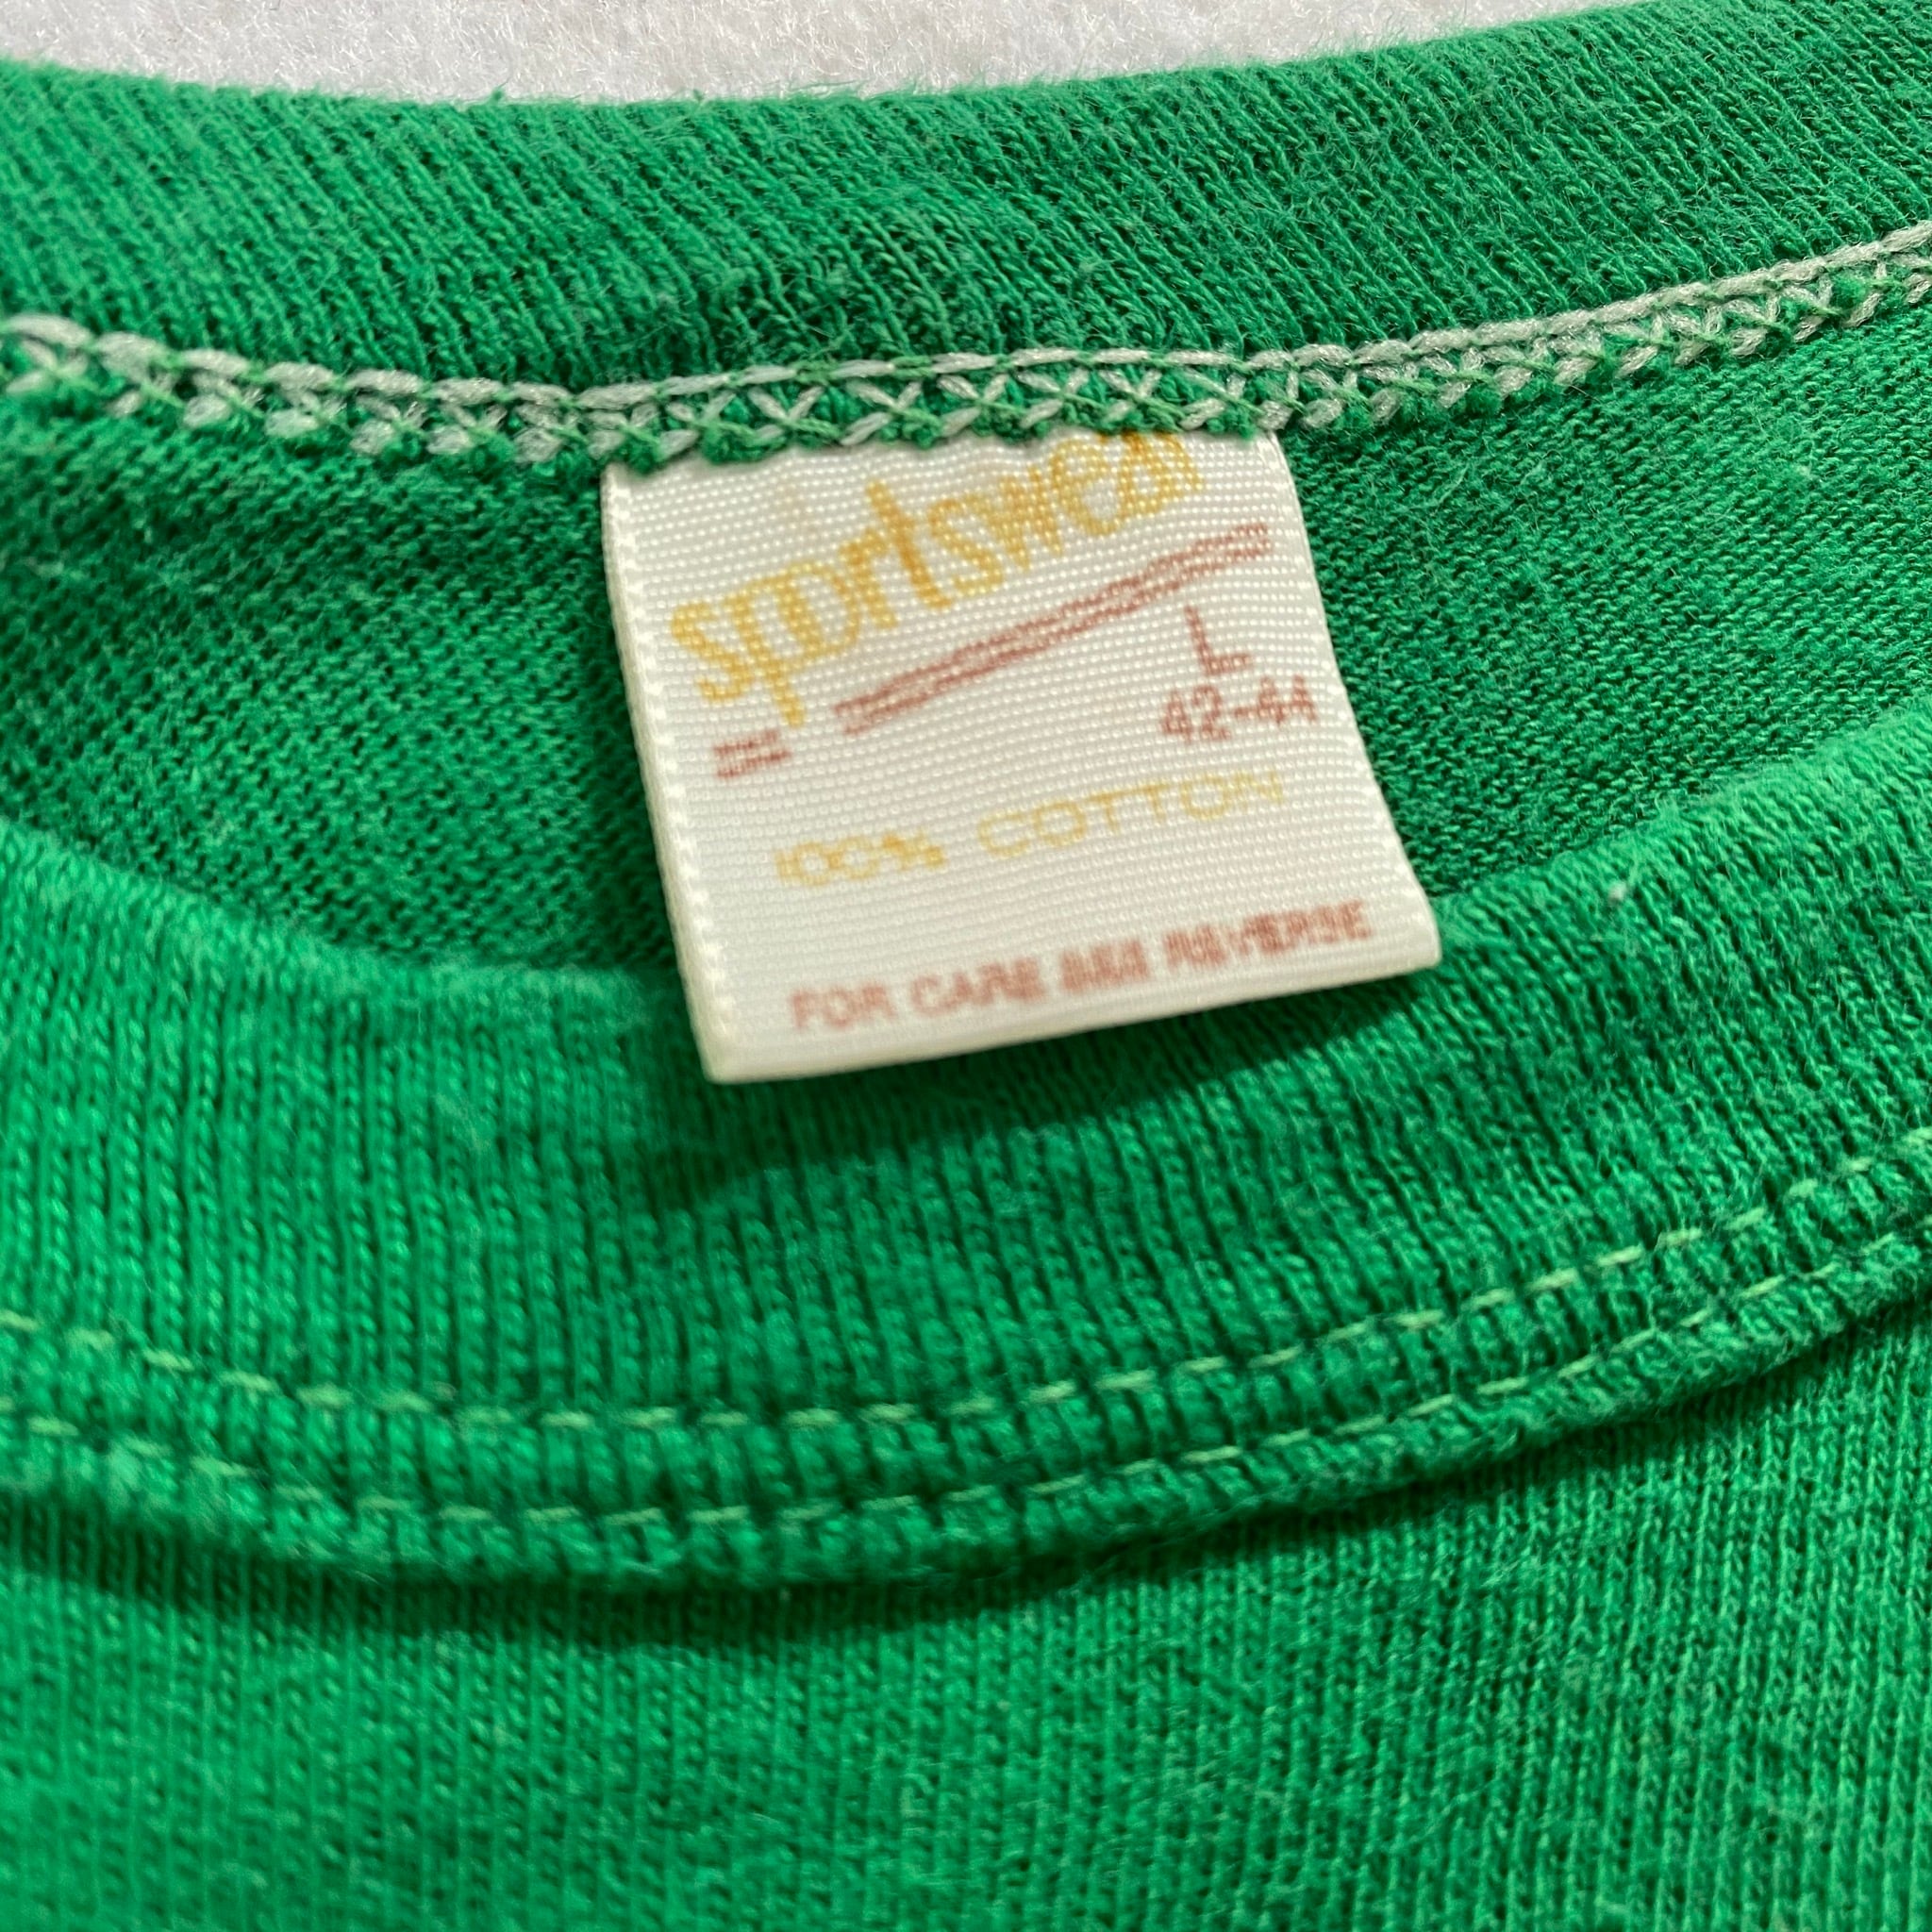 sportswear
L
42-44
100% COTTON
FOR CARE SEE REVERSE